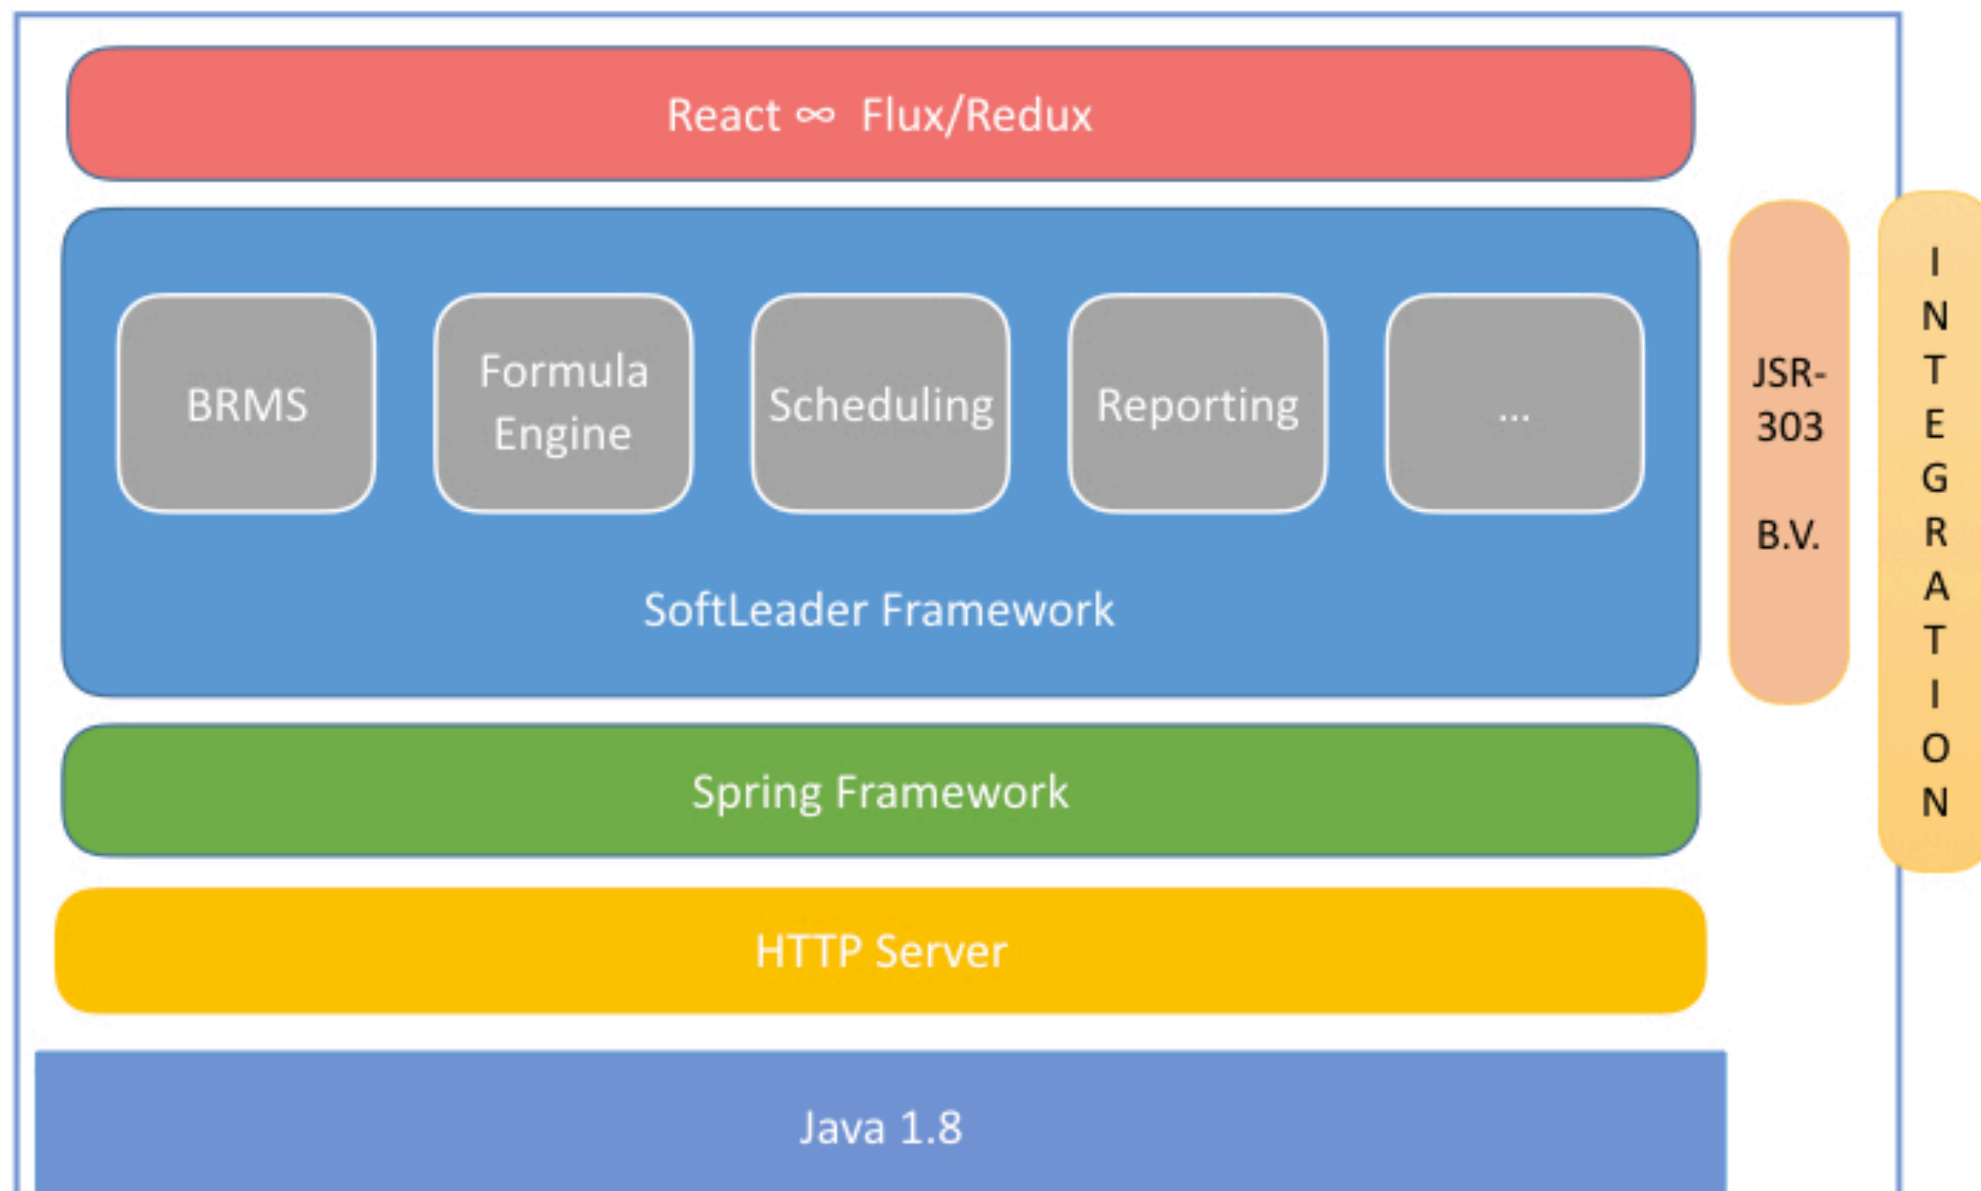 React ∞ Flux/Redux
BRMS
Formula
Engine
Scheduling
Reporting
...
SoftLeader Framework
JSR-
303
B.V.
I
N
T
E
G
R
A
T
I
O
N
Spring Framework
HTTP Server
Java 1.8